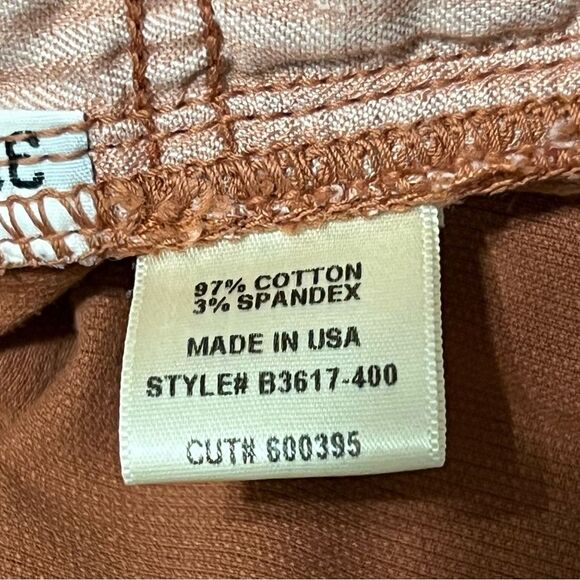 97% COTTON
3% SPANDEX
MADE IN USA
STYLE# B3617-400
CUT# 600395